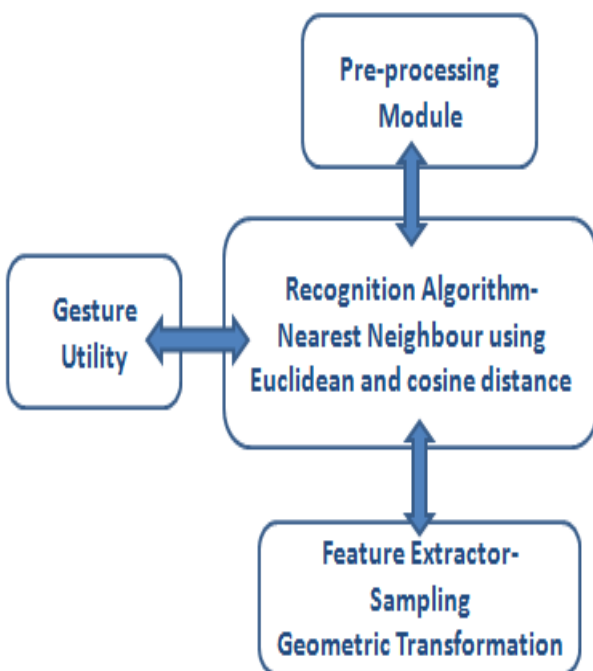 Pre-processing
Module
Recognition Algorithm-
Nearest Neighbour using
Euclidean and cosine distance
Gesture
Utility
Feature Extractor-
Sampling
Geometric Transformation